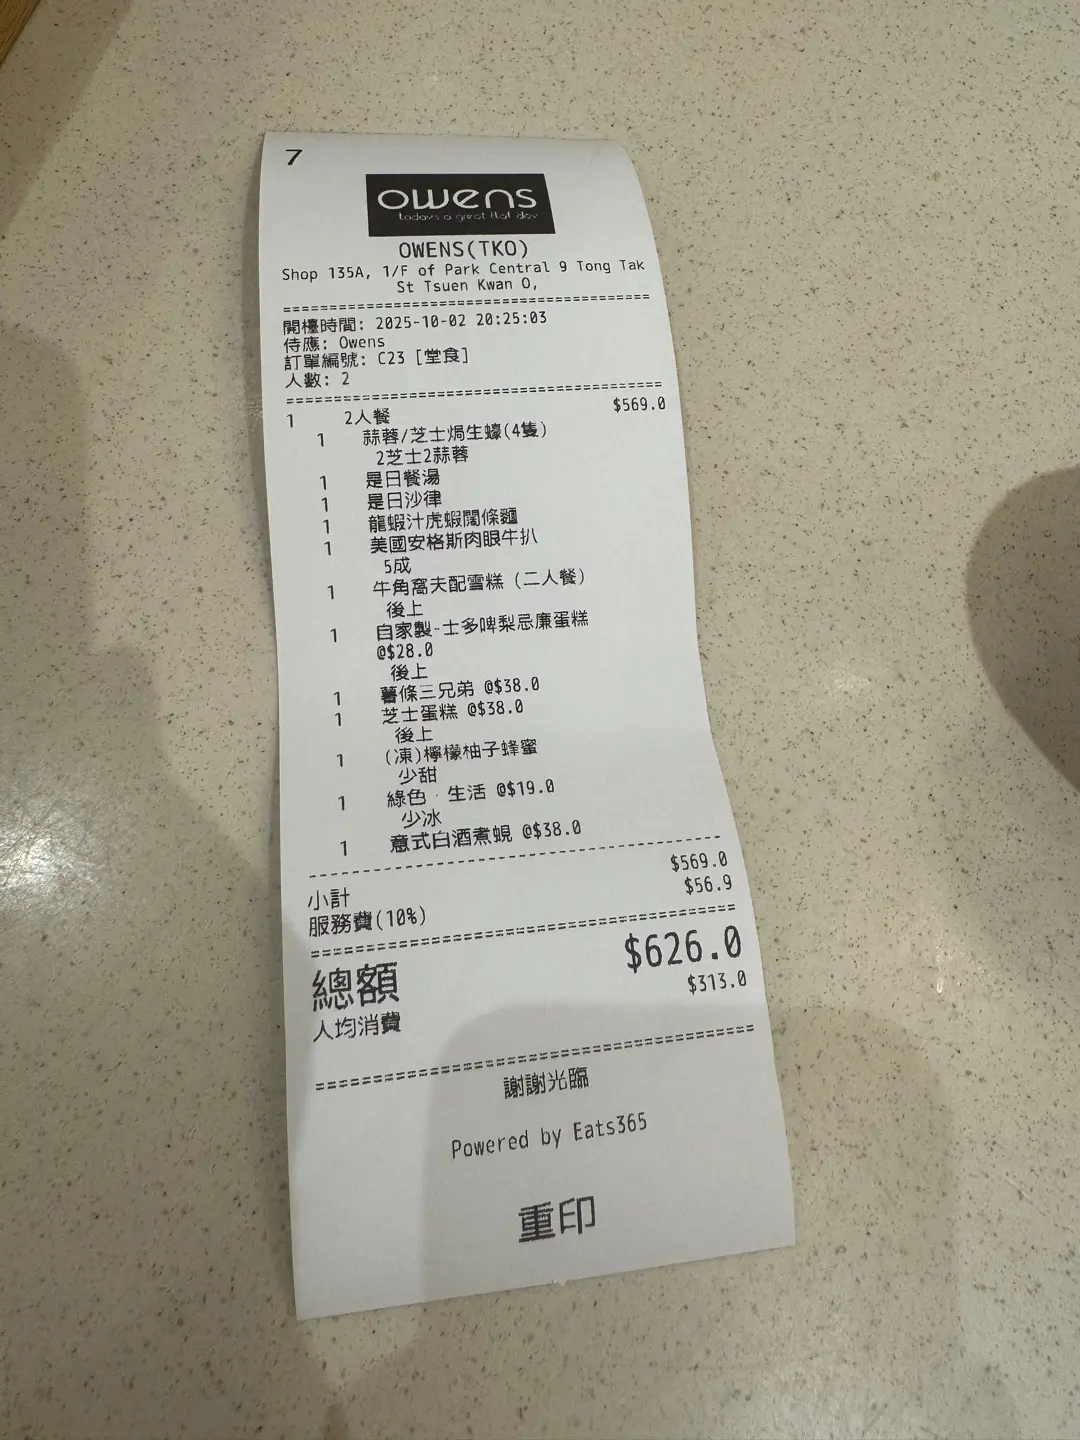 7
owens
todays a great flat day
OWENS(TKO)
Shop 135A, 1/F of Park Central 9 Tong Tak
St Tsuen Kwan O,
開檯時間: 2025-10-02 20:25:03
侍應: Owens
訂單編號: C23 [堂食]
人數: 2
1 2人餐 $569.0
1 蒜蓉/芝士焗生蠔(4隻)
2芝士2蒜蓉
1 是日餐湯
1 是日沙律
1 龍蝦汁虎蝦闊條麵
1 美國安格斯肉眼牛扒
5成
1 牛角窩夫配雪糕 (二人餐)
後上
1 自家製-士多啤梨忌廉蛋糕
@$28.0
後上
1 薯條三兄弟 @$38.0
1 芝士蛋糕 @$38.0
後上
1 (凍)檸檬柚子蜂蜜
少甜
1 綠色‧生活 @$19.0
少冰
1 意式白酒煮蜆 @$38.0
小計 $569.0
服務費(10%) $56.9
總額 $626.0
人均消費 $313.0
謝謝光臨
Powered by Eats365
重印